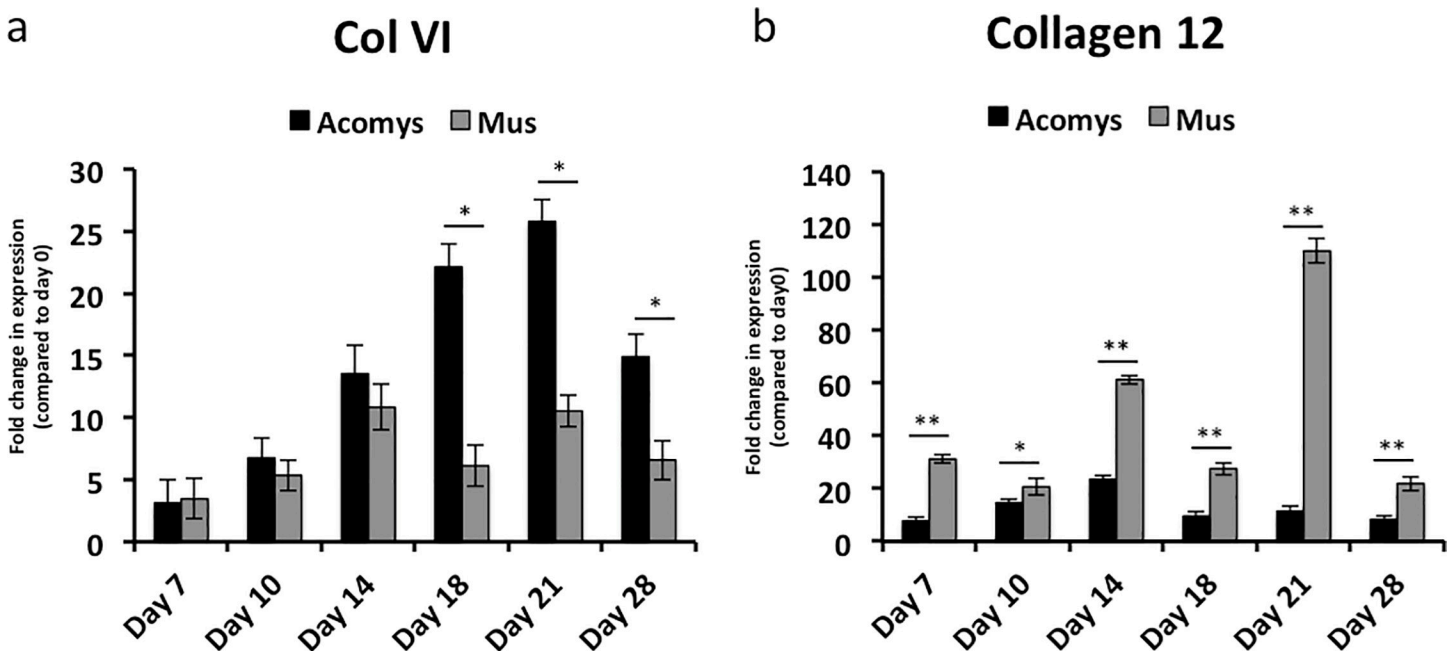 a
Col VI
Acomys Mus
Fold change in expression
(compared to day 0)
30
25
20
15
10
5
0
* * *
Day 7 Day 10 Day 14 Day 18 Day 21 Day 28
b
Collagen 12
Acomys Mus
Fold change in expression
(compared to day0)
140
120
100
80
60
40
20
0
** * ** ** ** **
Day 7 Day 10 Day 14 Day 18 Day 21 Day 28